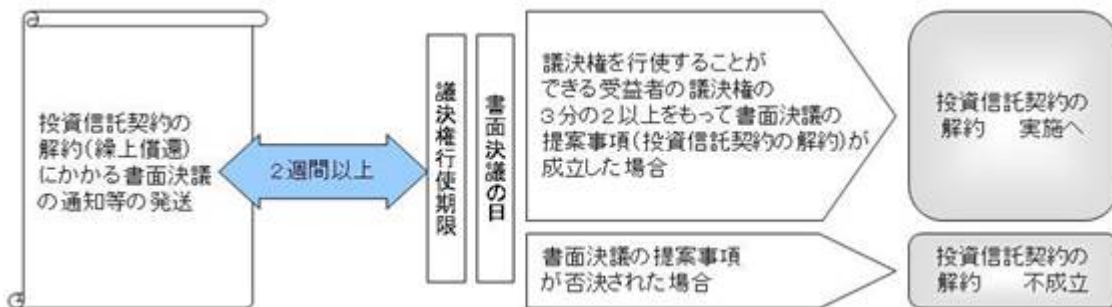 投資信託契約の
解約(繰上償還)
にかかる書面決議
の通知等の発送
２週間以上
議決権行使期限
書面決議の日
議決権を行使することが
できる受益者の議決権の
３分の２以上をもって書面決議の
提案事項(投資信託契約の解約)が
成立した場合
投資信託契約の
解約　実施へ
書面決議の提案事項
が否決された場合
投資信託契約の
解約　不成立